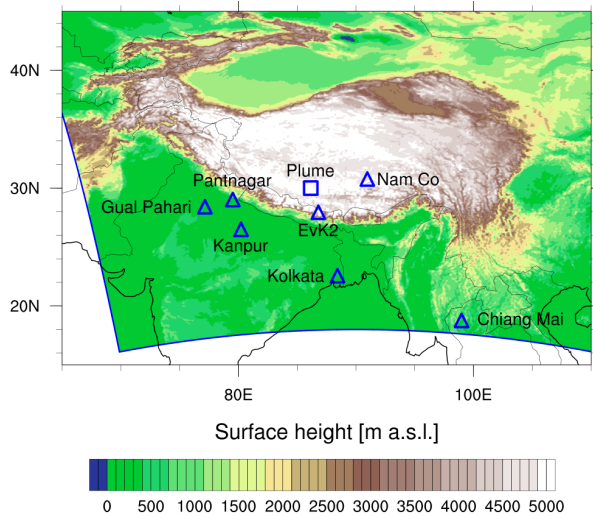 40N
Plume
Pantnagar
Nam Co
30N
Gual Pahari
EvK2
Kanpur
Kolkata
20N
Chiang Mai
80E 100E
Surface height [m a.s.l.]
0 500 1000 1500 2000 2500 3000 3500 4000 4500 5000